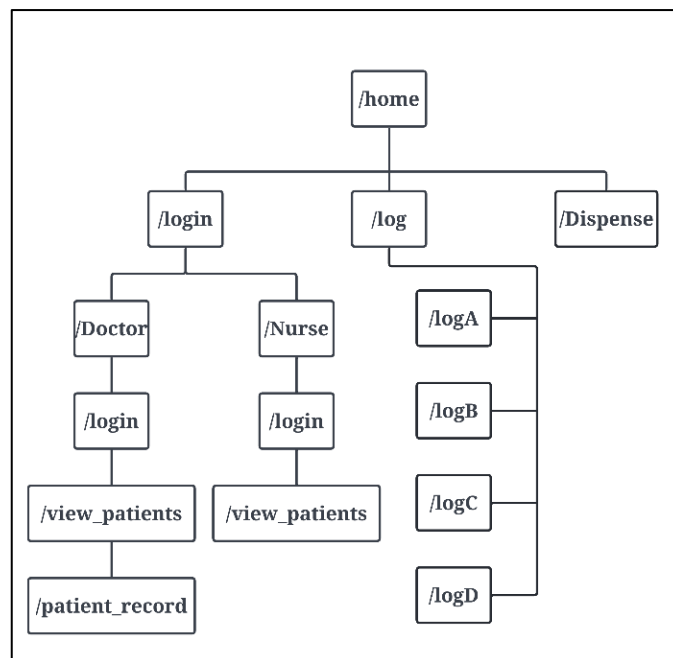 /home
/login
/log
/Dispense
/Doctor
/Nurse
/logA
/login
/login
/logB
/view_patients
/view_patients
/logC
/patient_record
/logD